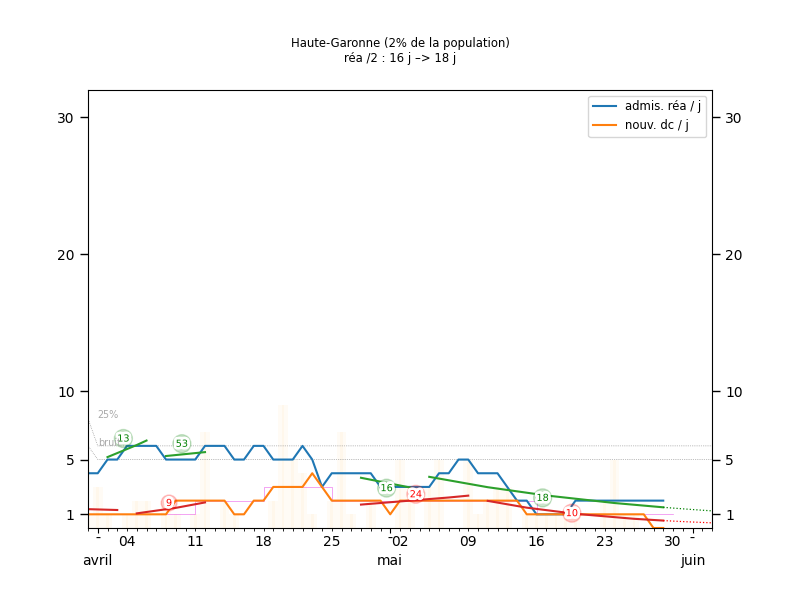 Haute-Garonne (2% de la population)
réa /2 : 16 j –> 18 j
admis. réa / j
nouv. dc / j
30
30
20
20
10
10
25%
brut
13
53
9
5
5
16
24
18
10
1
1
- 04 11 18 25 -02 09 16 23 30 -
avril mai juin